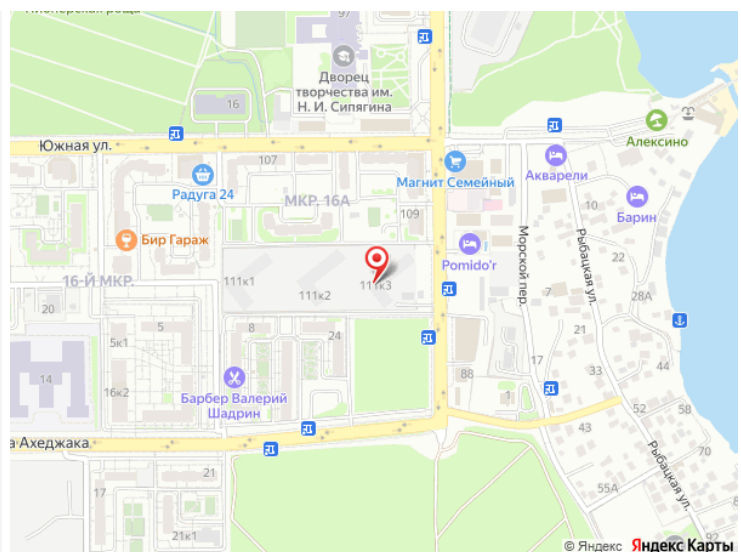 Пионерская роща
97
Дворец
творчества им.
Н. И. Сипягина
16
Южная ул.
107
Радуга 24
МКР. 16А
109
Магнит Семейный
Акварели
Алексино
Барин
10
Бир Гараж
Pomido'r
Морской пер.
Рыбацкая ул.
22
16-Й МКР.
111к1
111к2
111к3
7
28А
20
5
5к1
8
24
21
17
33
44
14
16к2
88
1
Барбер Валерий
Шадрин
52
58
43
70
а Ахеджака
Рыбацкая ул.
21
17
55А
21к1
© Яндекс Яндекс Карты